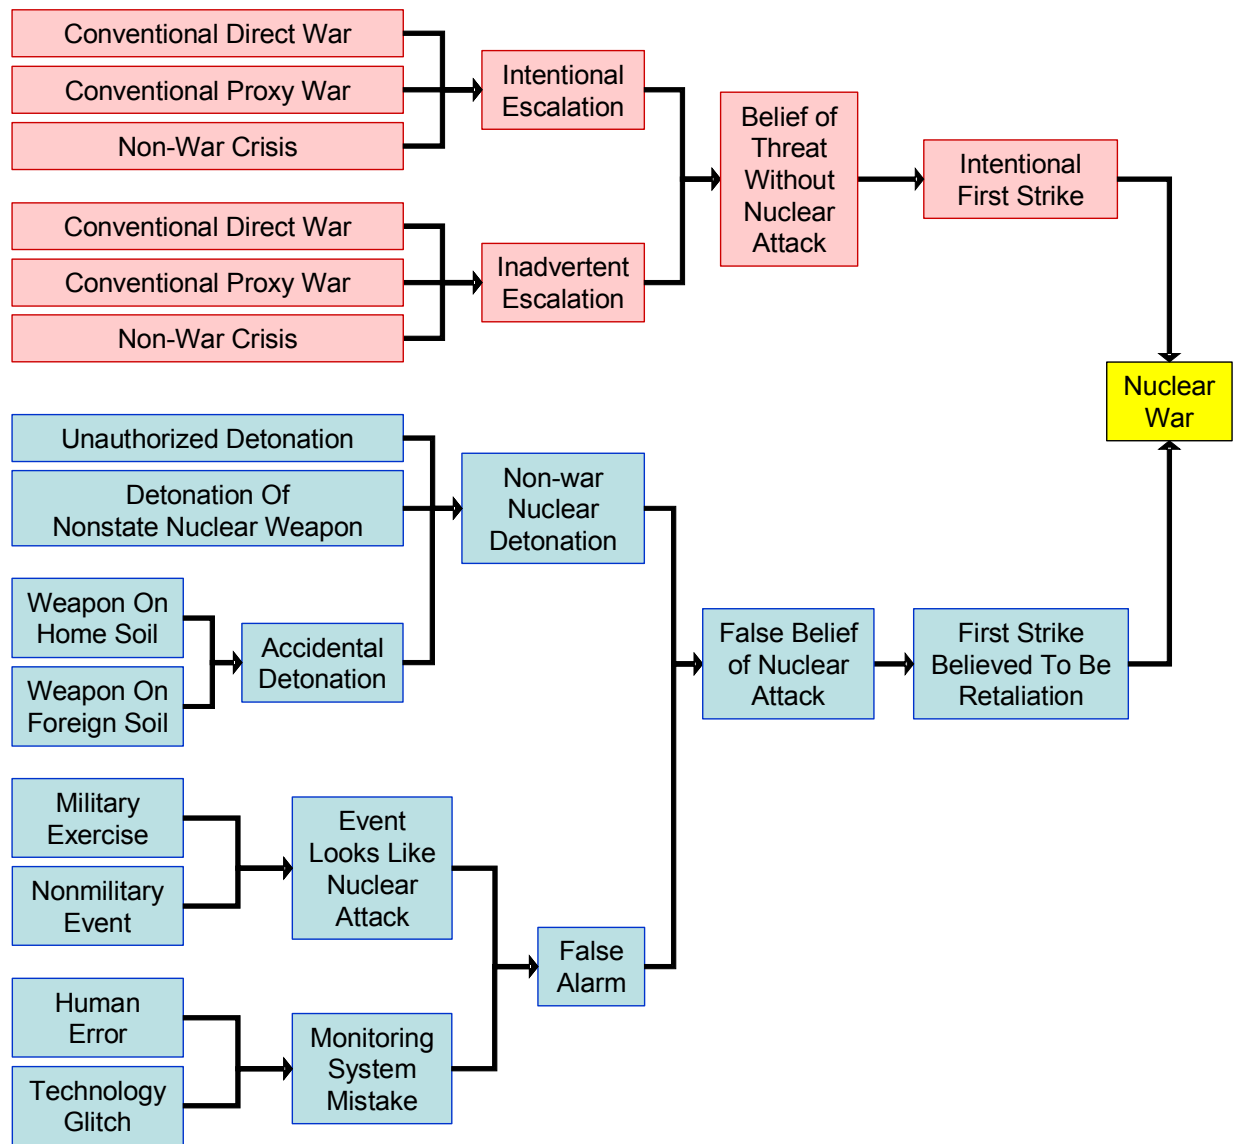 Conventional Direct War
Conventional Proxy War
Non-War Crisis
Intentional
Escalation
Conventional Direct War
Conventional Proxy War
Non-War Crisis
Inadvertent
Escalation
Belief of
Threat
Without
Nuclear
Attack
Intentional
First Strike
Nuclear
War
Unauthorized Detonation
Detonation Of
Nonstate Nuclear Weapon
Weapon On
Home Soil
Weapon On
Foreign Soil
Accidental
Detonation
Non-war
Nuclear
Detonation
Military
Exercise
Nonmilitary
Event
Event
Looks Like
Nuclear
Attack
Human
Error
Technology
Glitch
Monitoring
System
Mistake
False
Alarm
False Belief
of Nuclear
Attack
First Strike
Believed To Be
Retaliation